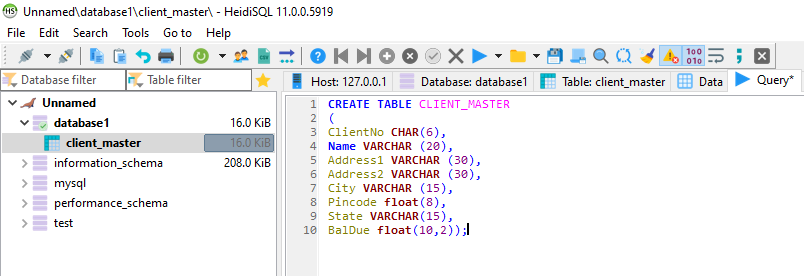 Unnamed\database1\client_master\ - HeidiSQL 11.0.0.5919
File Edit Search Tools Go to Help
Database filter Table filter Host: 127.0.0.1 Database: database1 Table: client_master Data Query*
Unnamed
database1 16.0 KiB
client_master 16.0 KiB
information_schema 208.0 KiB
mysql
performance_schema
test
1 CREATE TABLE CLIENT_MASTER
2 (
3 ClientNo CHAR(6),
4 Name VARCHAR (20),
5 Address1 VARCHAR (30),
6 Address2 VARCHAR (30),
7 City VARCHAR (15),
8 Pincode float(8),
9 State VARCHAR(15),
10 BalDue float(10,2));